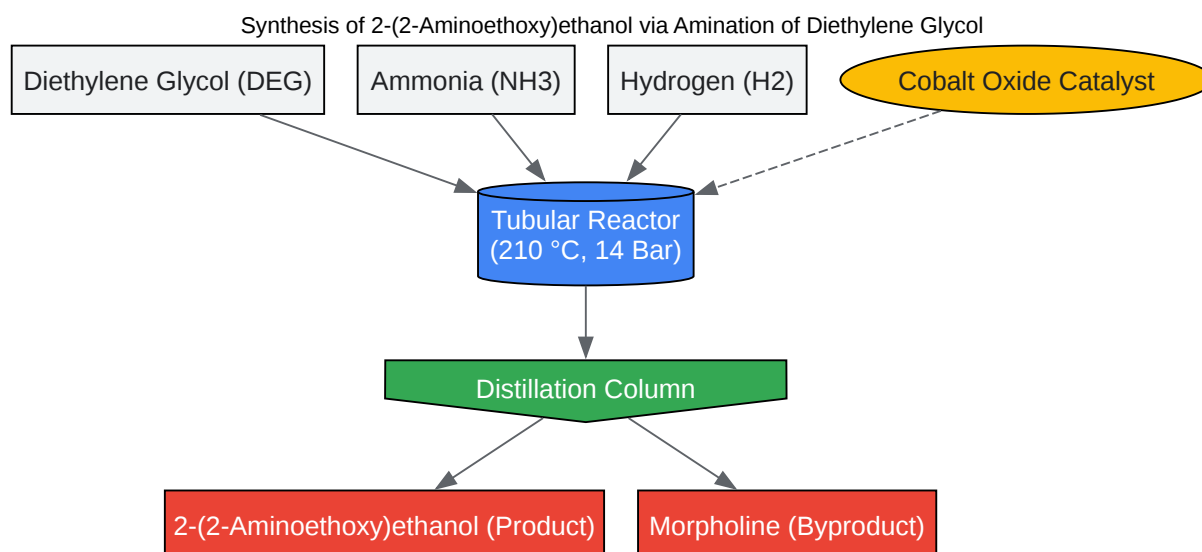 Synthesis of 2-(2-Aminoethoxy)ethanol via Amination of Diethylene Glycol
Diethylene Glycol (DEG)
Ammonia (NH3)
Hydrogen (H2)
Cobalt Oxide Catalyst
Tubular Reactor
(210 °C, 14 Bar)
Distillation Column
2-(2-Aminoethoxy)ethanol (Product)
Morpholine (Byproduct)